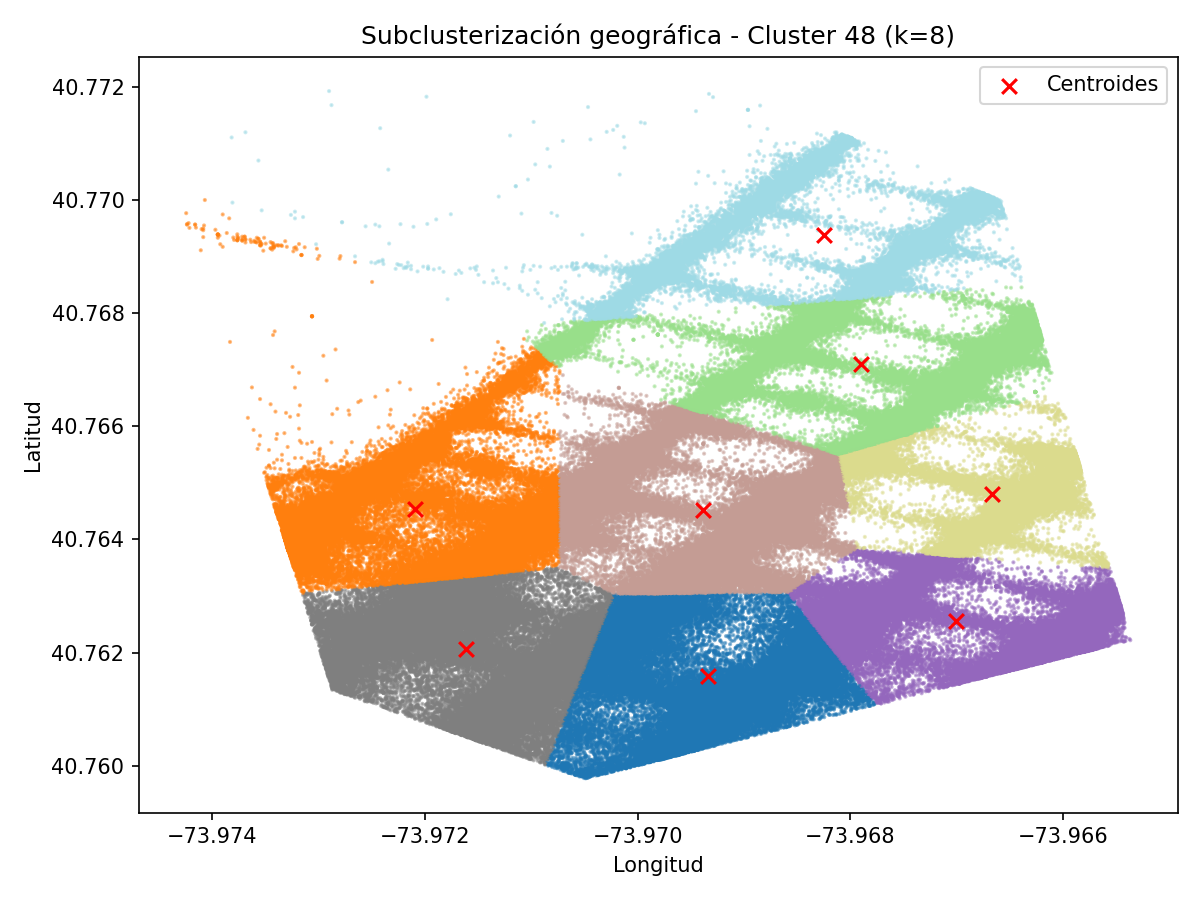 Subclusterización geográfica - Cluster 48 (k=8)
Centroides
40.772
40.770
40.768
40.766
40.764
40.762
40.760
Latitud
−73.974 −73.972 −73.970 −73.968 −73.966
Longitud